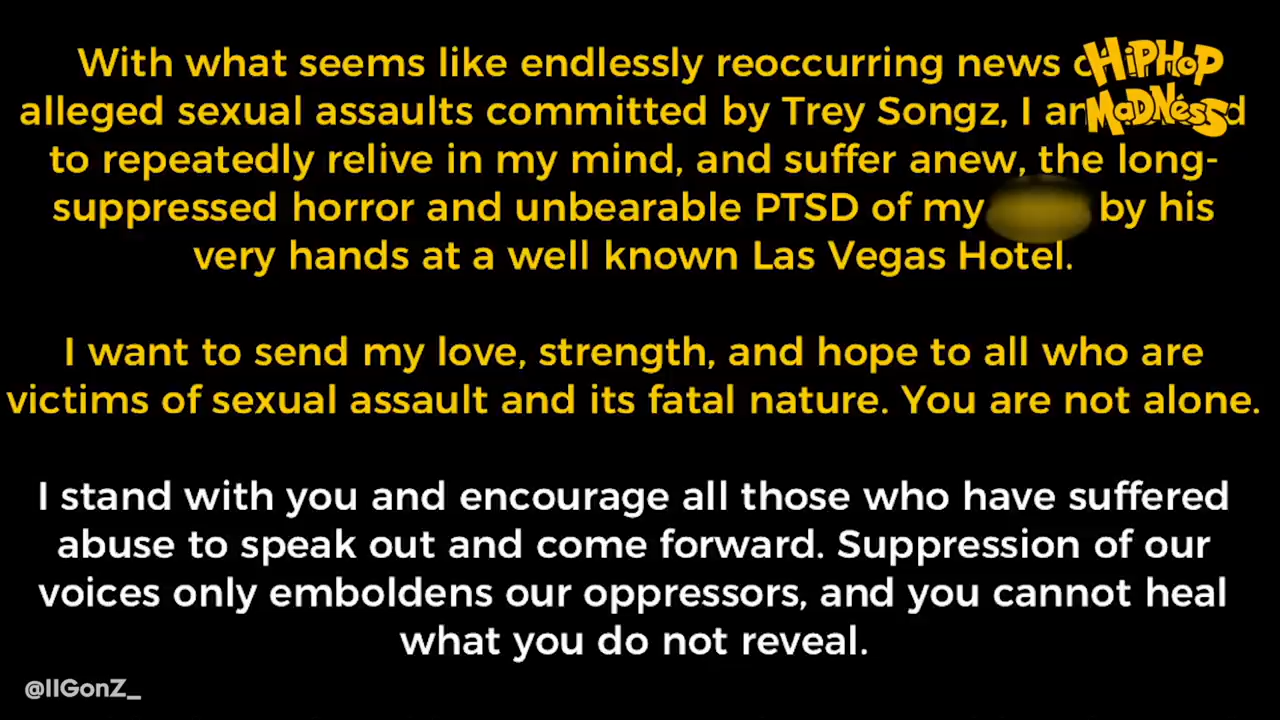 With what seems like endlessly reoccurring news
alleged sexual assaults committed by Trey Songz, I
to repeatedly relive in my mind, and suffer anew, the long-
suppressed horror and unbearable PTSD of my by his
very hands at a well known Las Vegas Hotel.
I want to send my love, strength, and hope to all who are
victims of sexual assault and its fatal nature. You are not alone.
I stand with you and encourage all those who have suffered
abuse to speak out and come forward. Suppression of our
voices only emboldens our oppressors, and you cannot heal
what you do not reveal.
HiPHOP
MaDNess
@IIGonZ_